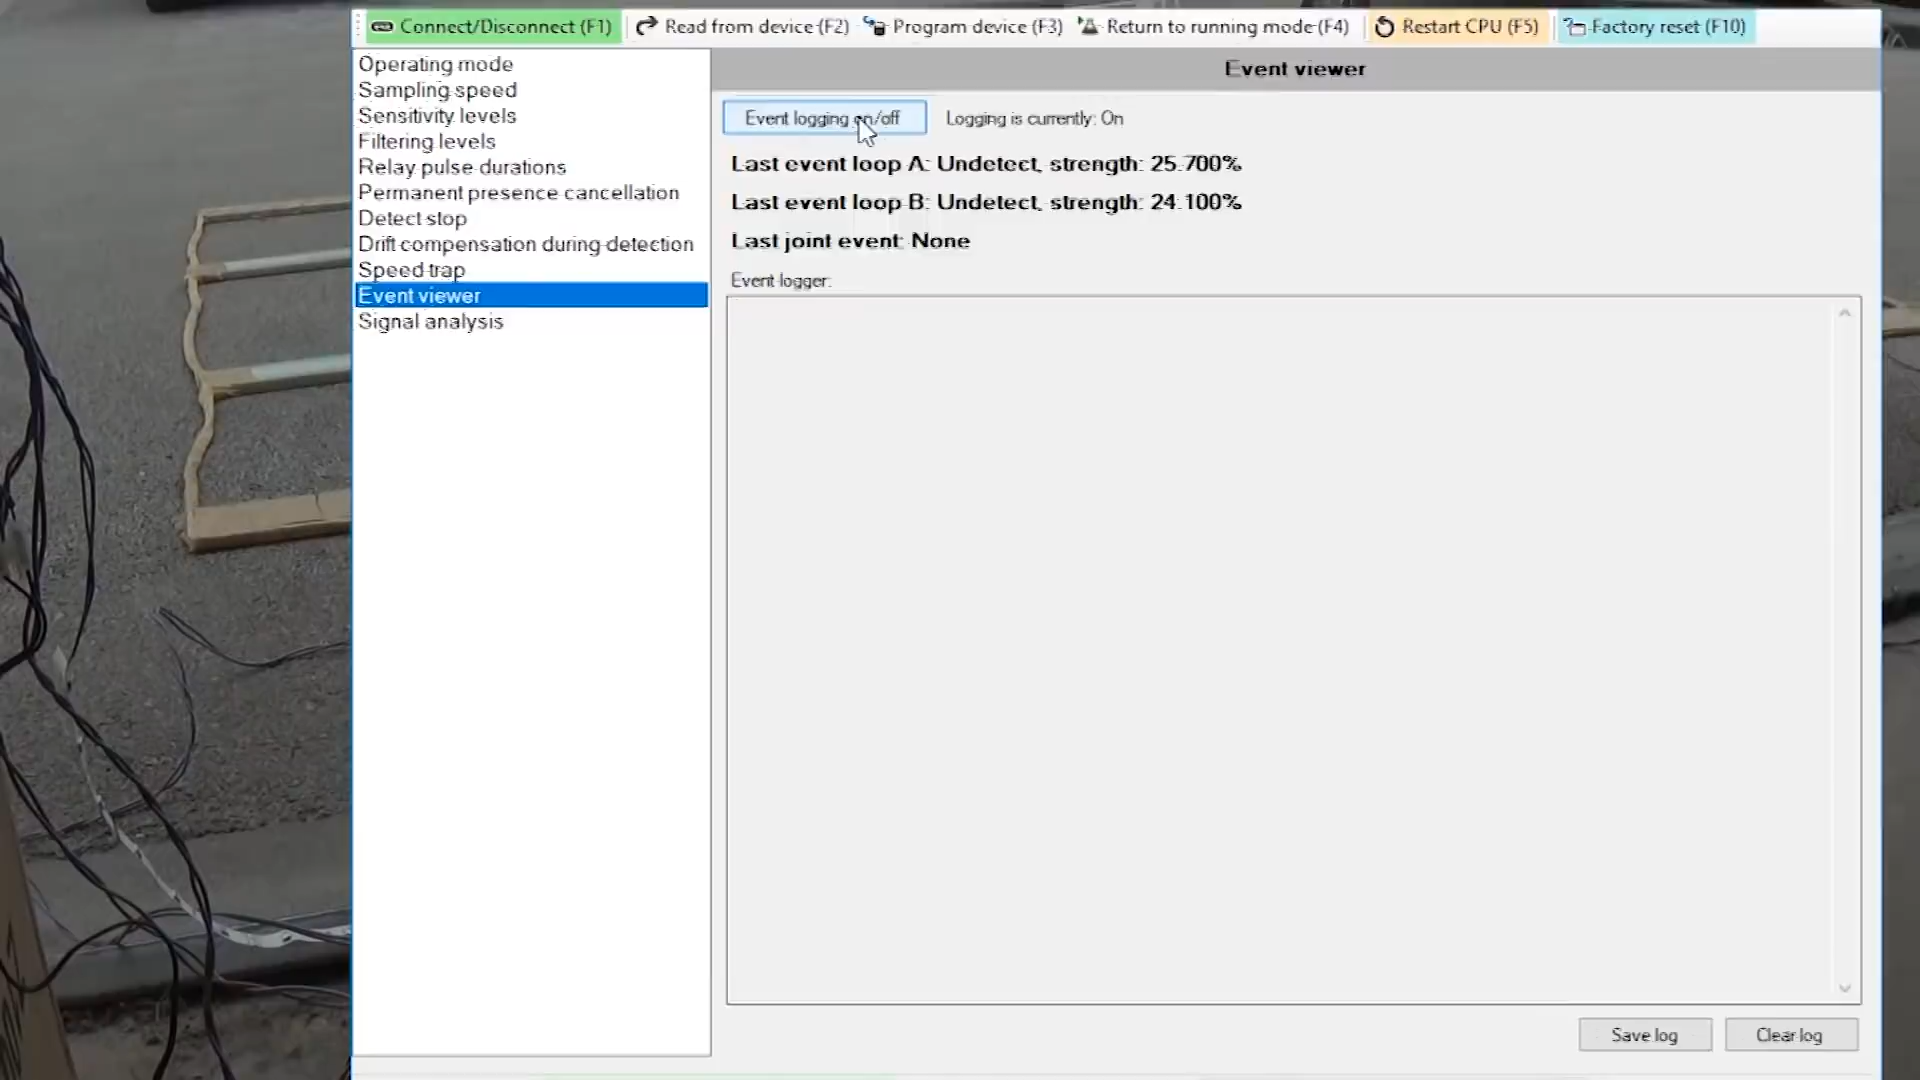 Connect/Disconnect (F1) Read from device (F2) Program device (F3) Return to running mode (F4) Restart CPU (F5) Factory reset (F10)
Operating mode
Sampling speed
Sensitivity levels
Filtering levels
Relay pulse durations
Permanent presence cancellation
Detect stop
Drift compensation during detection
Speed trap
Event viewer
Signal analysis
Event viewer
Event logging on/off Logging is currently: On
Last event loop A: Undetect, strength: 25.700%
Last event loop B: Undetect, strength: 24.100%
Last joint event: None
Event logger:
Save log Clear log